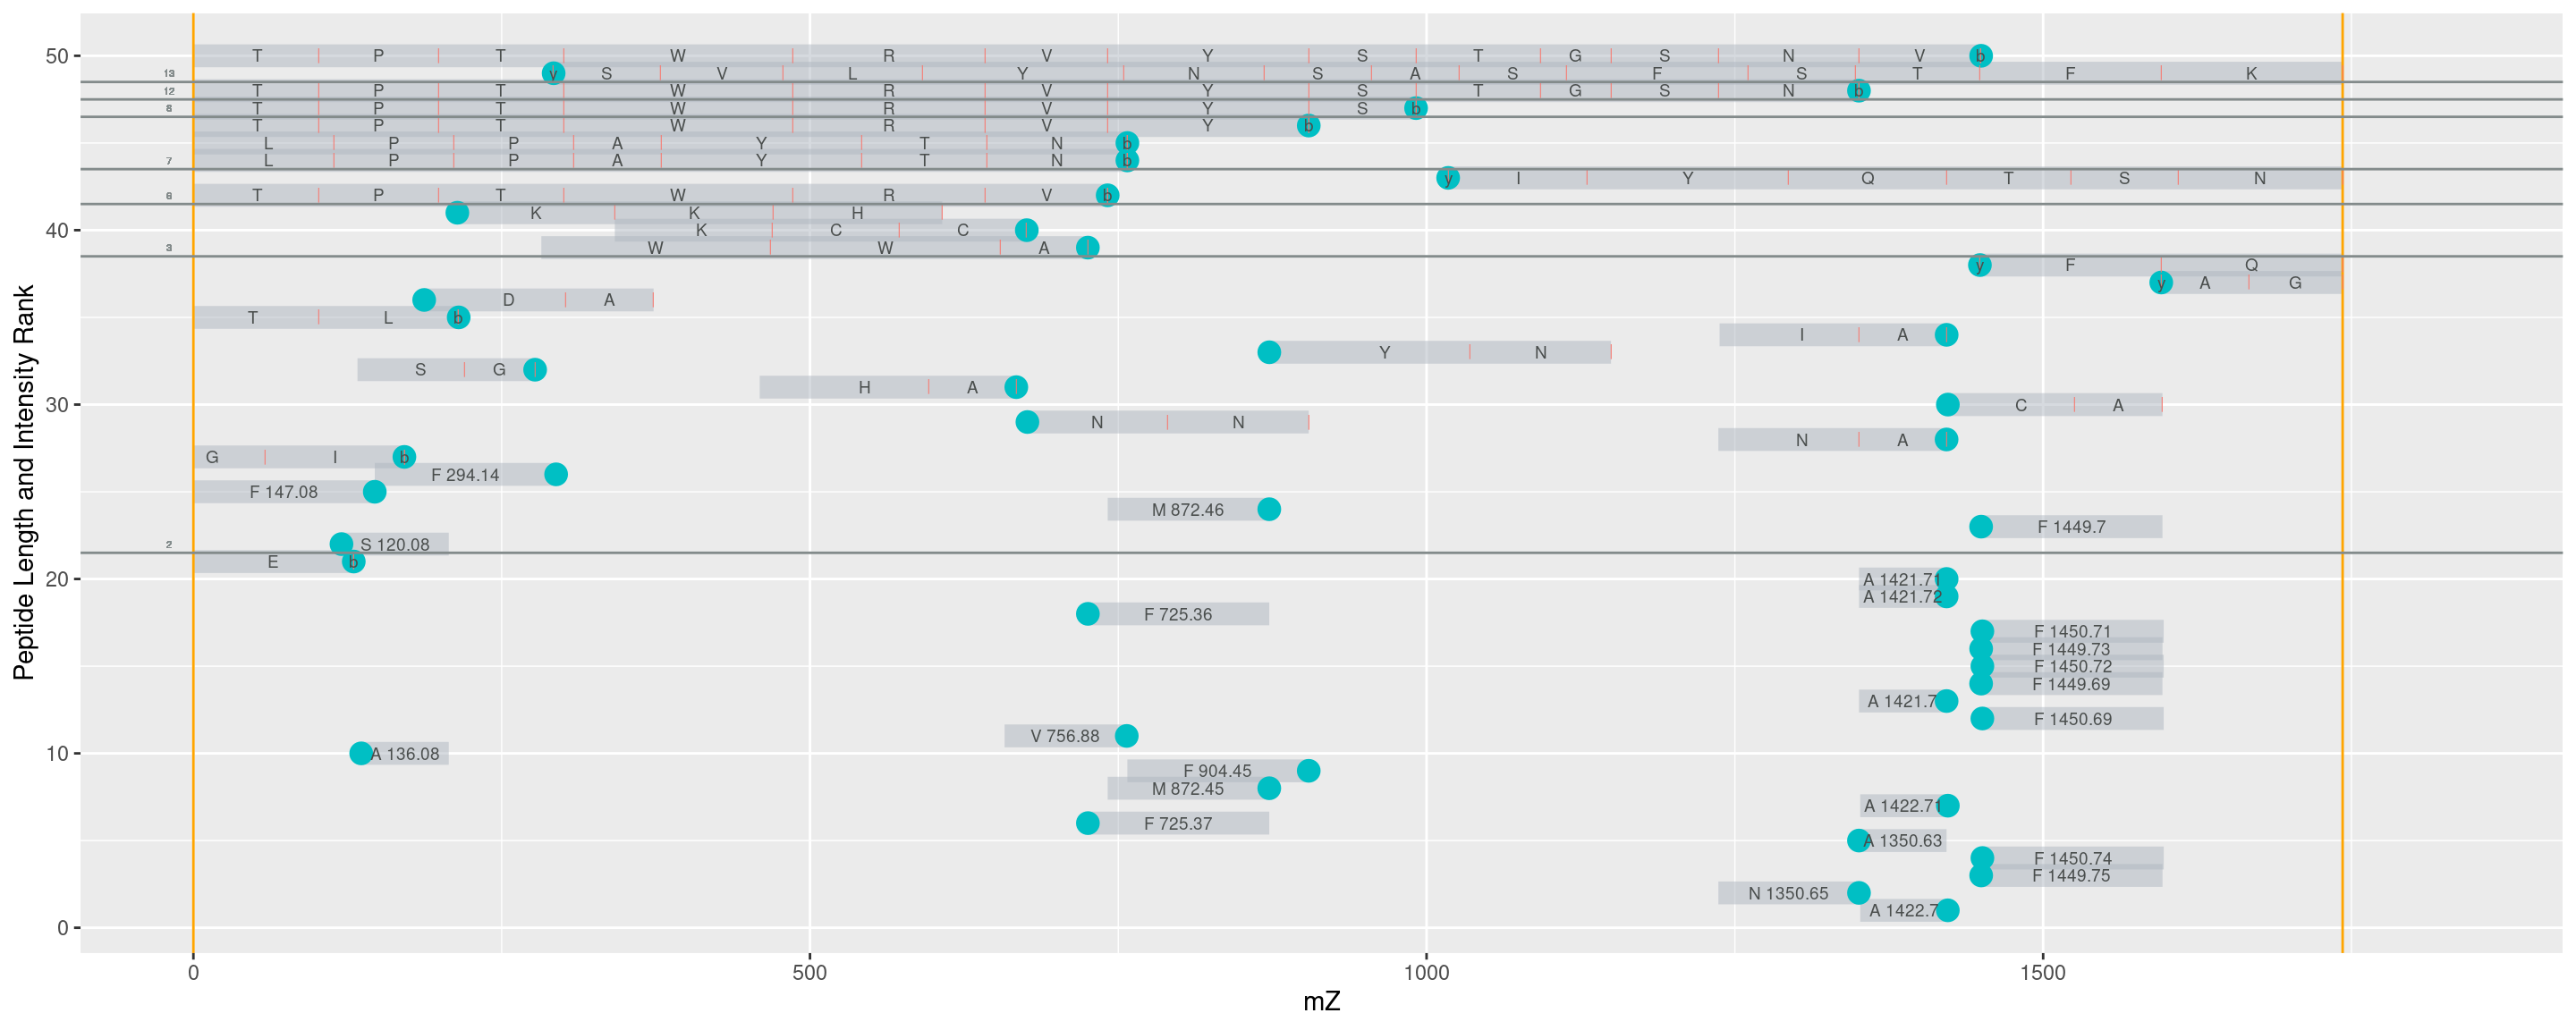 50
T P T W R V Y S T G S N V b
13
y S V L Y N S A S F S T F K
12
T P T W R V Y S T G S N b
8
T P T W R V Y S b
T P T W R V Y b
L P P A Y T N b
7
L P P A Y T N b
y I Y Q T S N
6
T P T W R V b
K K H
40
K C C
3
W W A
y F Q
y A G
D A
T L b
I A
Y N
S G
H A
30
C A
N N
N A
G I b
F 294.14
F 147.08
M 872.46
F 1449.7
2
S 120.08
E b
20
A 1421.71
A 1421.72
F 725.36
F 1450.71
F 1449.73
F 1450.72
F 1449.69
A 1421.7
F 1450.69
V 756.88
10
A 136.08
F 904.45
M 872.45
A 1422.71
F 725.37
A 1350.63
F 1450.74
F 1449.75
N 1350.65
A 1422.7
0
0 500 1000 1500
mZ
Peptide Length and Intensity Rank